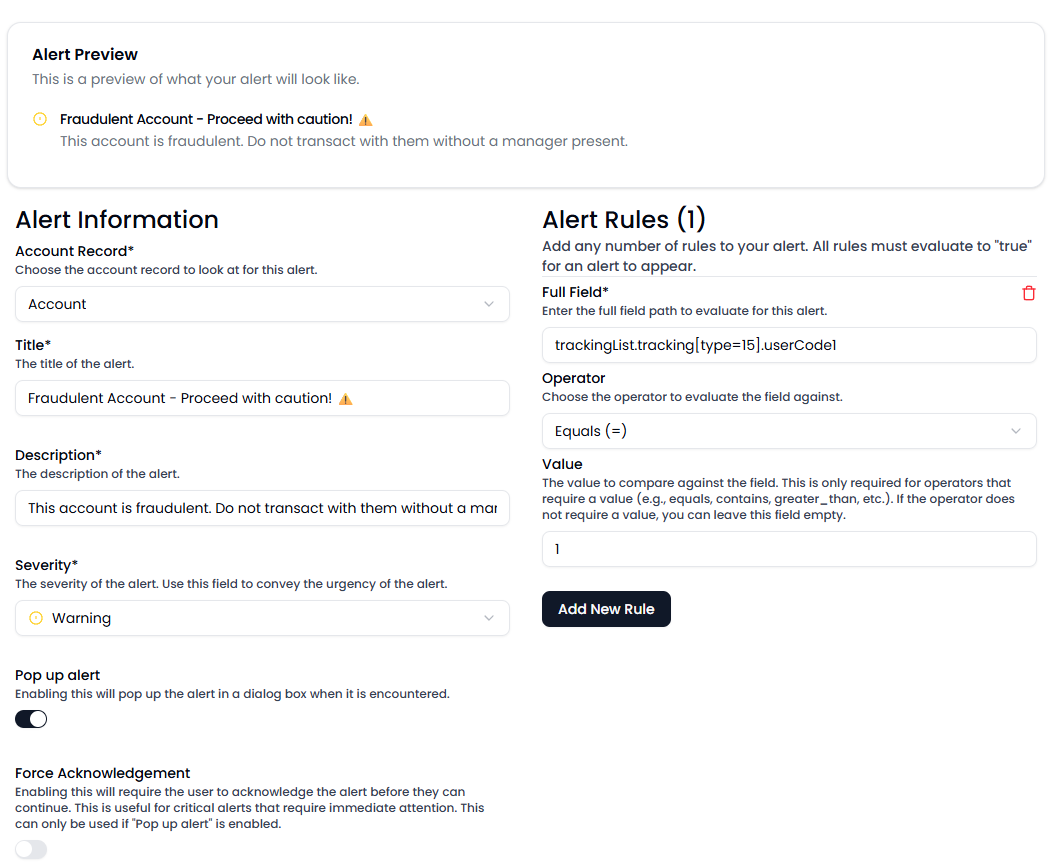 Alert Preview
This is a preview of what your alert will look like.
Fraudulent Account - Proceed with caution! ⚠️
This account is fraudulent. Do not transact with them without a manager present.
Alert Information
Account Record*
Choose the account record to look at for this alert.
Account
Title*
The title of the alert.
Fraudulent Account - Proceed with caution! ⚠️
Description*
The description of the alert.
This account is fraudulent. Do not transact with them without a mar
Severity*
The severity of the alert. Use this field to convey the urgency of the alert.
Warning
Pop up alert
Enabling this will pop up the alert in a dialog box when it is encountered.
Force Acknowledgement
Enabling this will require the user to acknowledge the alert before they can
continue. This is useful for critical alerts that require immediate attention. This
can only be used if "Pop up alert" is enabled.
Alert Rules (1)
Add any number of rules to your alert. All rules must evaluate to "true"
for an alert to appear.
Full Field*
Enter the full field path to evaluate for this alert.
trackingList.tracking[type=15].userCode1
Operator
Choose the operator to evaluate the field against.
Equals (=)
Value
The value to compare against the field. This is only required for operators that
require a value (e.g., equals, contains, greater_than, etc.). If the operator does
not require a value, you can leave this field empty.
1
Add New Rule